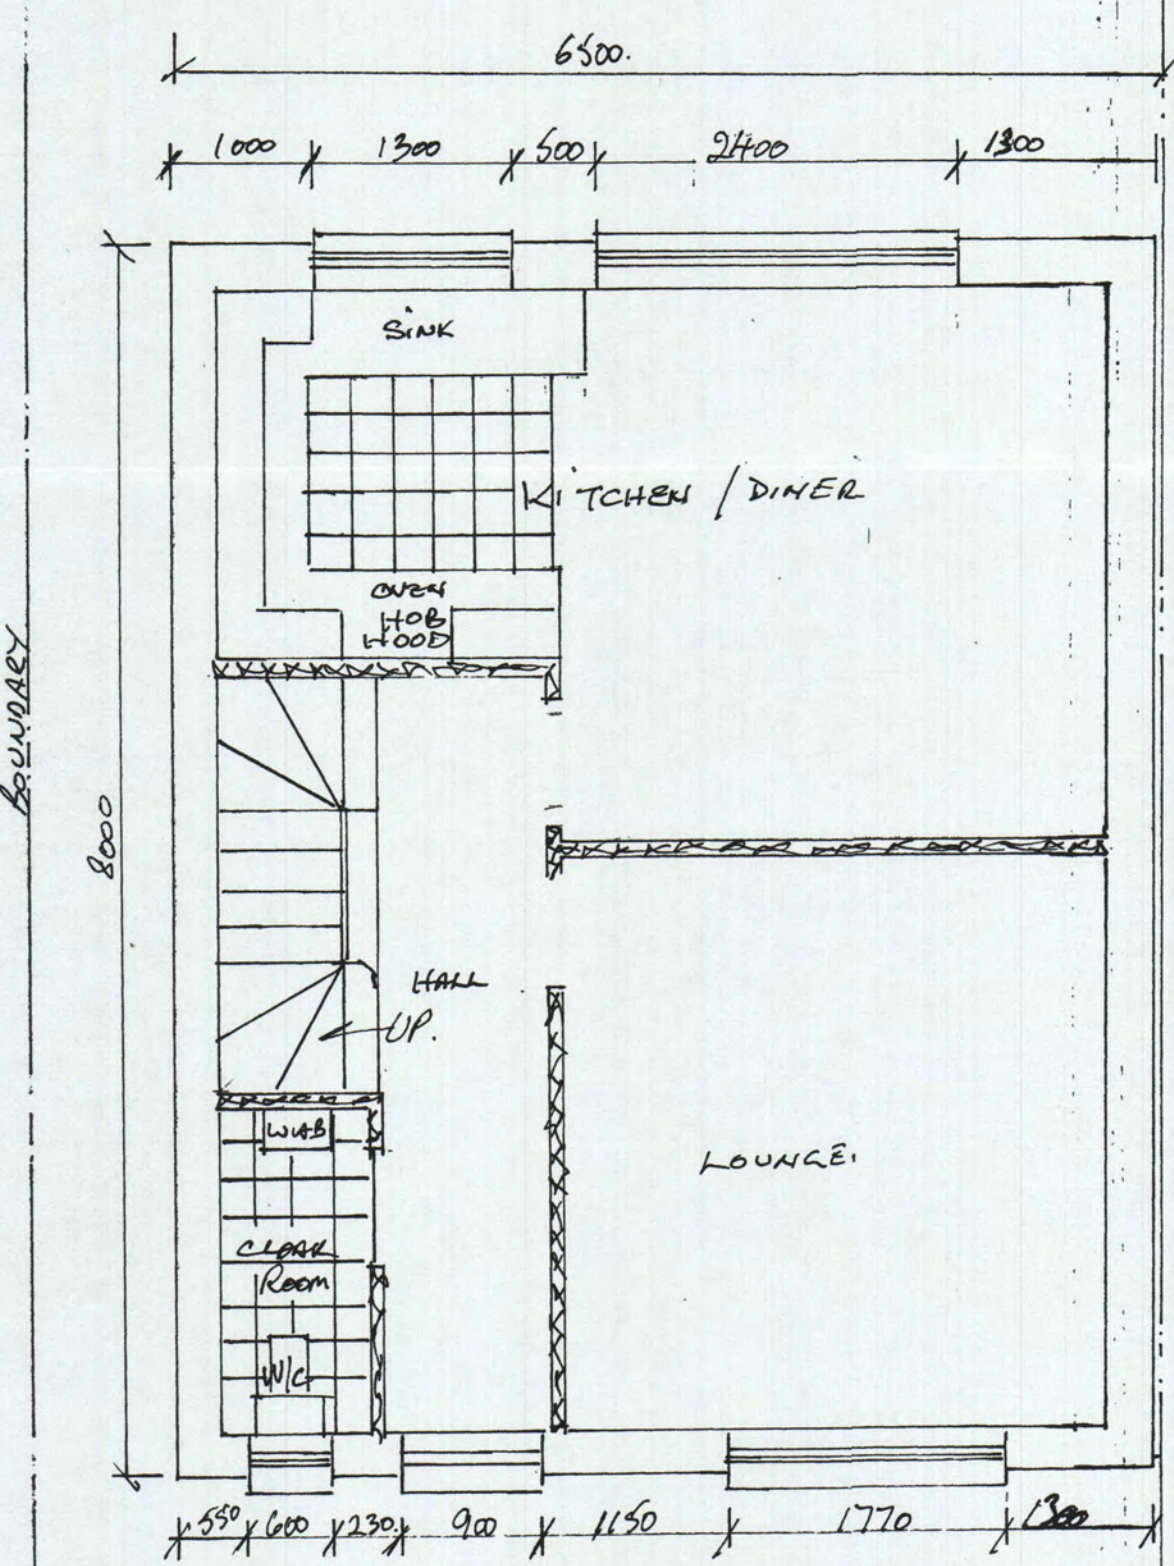 6500.
1000 1300 500 2400 1300
SINK
KITCHEN / DINER
OVEN
HOB
HOOD
BOUNDARY
8000
HALL
UP.
WHB
LOUNGE.
CLOAK
Room
W/C
550 600 230 900 1150 1770 1300